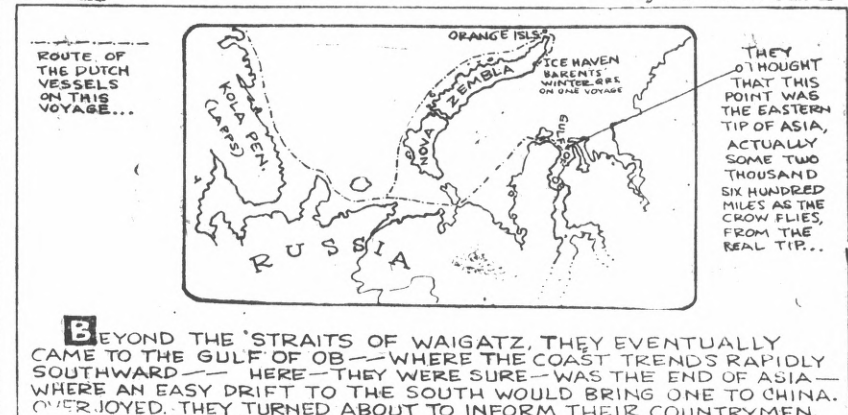 ROUTE OF
THE DUTCH
VESSELS
ON THIS
VOYAGE...
ORANGE ISLS.
ICE HAVEN
BARENTS
WINTER QRS.
ON ONE VOYAGE
NOVA ZEMBLA
KOLA PEN.
(LAPPS)
GULF OF OB
RUSSIA
THEY
THOUGHT
THAT THIS
POINT WAS
THE EASTERN
TIP OF ASIA,
ACTUALLY
SOME TWO
THOUSAND
SIX HUNDRED
MILES AS THE
CROW FLIES,
FROM THE
REAL TIP...
BEYOND THE STRAITS OF WAIGATZ, THEY EVENTUALLY
CAME TO THE GULF OF OB -- WHERE THE COAST TRENDS RAPIDLY
SOUTHWARD -- HERE - THEY WERE SURE - WAS THE END OF ASIA -
WHERE AN EASY DRIFT TO THE SOUTH WOULD BRING ONE TO CHINA.
OVERJOYED, THEY TURNED ABOUT TO INFORM THEIR COUNTRYMEN